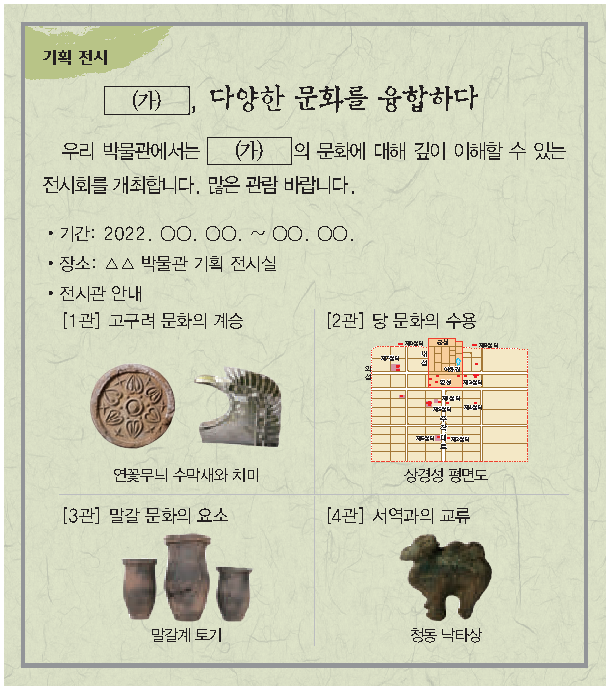 기획 전시
(가) , 다양한 문화를 융합하다
우리 박물관에서는 (가) 의 문화에 대해 깊이 이해할 수 있는
전시회를 개최합니다. 많은 관람 바랍니다.
• 기간: 2022. ○○. ○○. ~ ○○. ○○.
• 장소: △△ 박물관 기획 전시실
• 전시관 안내
[1관] 고구려 문화의 계승
연꽃무늬 수막새와 치미
[2관] 당 문화의 수용
상경성 평면도
[3관] 말갈 문화의 요소
말갈계 토기
[4관] 서역과의 교류
청동 낙타상